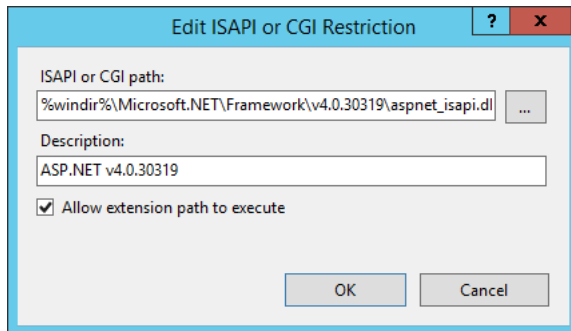 Edit ISAPI or CGI Restriction
?
x
ISAPI or CGI path:
%windir%\Microsoft.NET\Framework\v4.0.30319\aspnet_isapi.dl
...
Description:
ASP.NET v4.0.30319
Allow extension path to execute
OK
Cancel